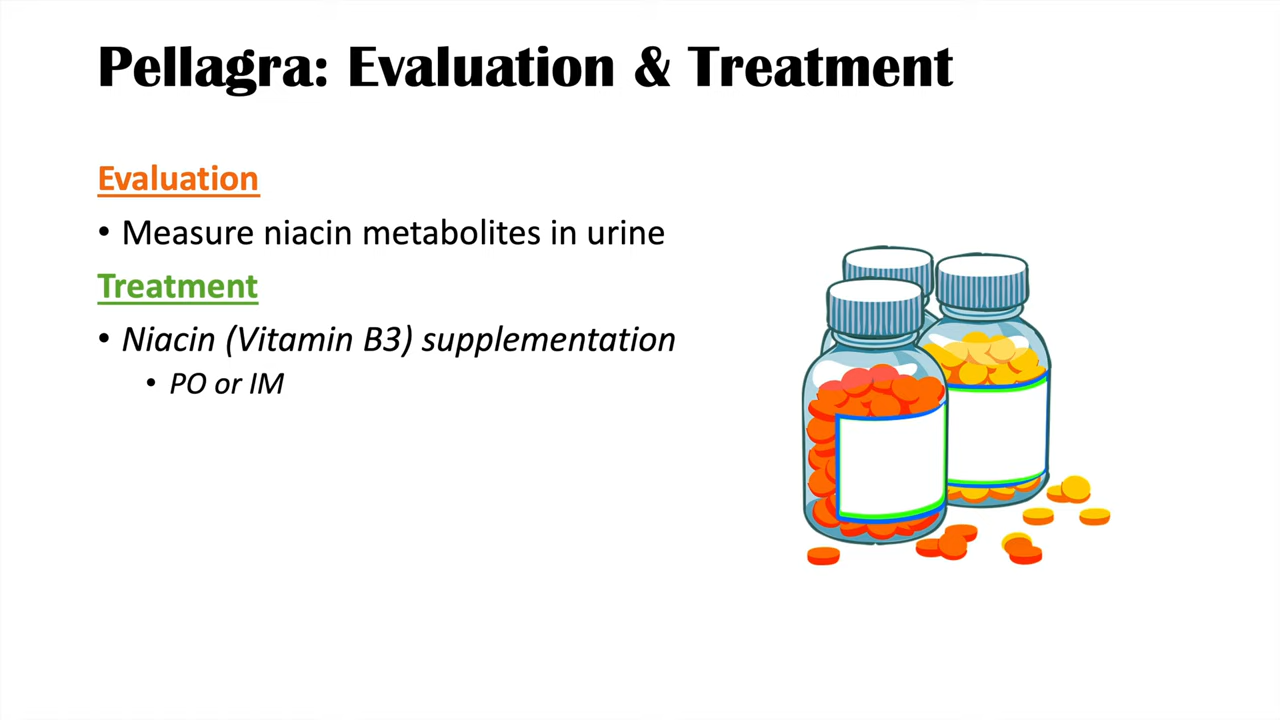 Pellagra: Evaluation & Treatment
Evaluation
• Measure niacin metabolites in urine
Treatment
• Niacin (Vitamin B3) supplementation
• PO or IM